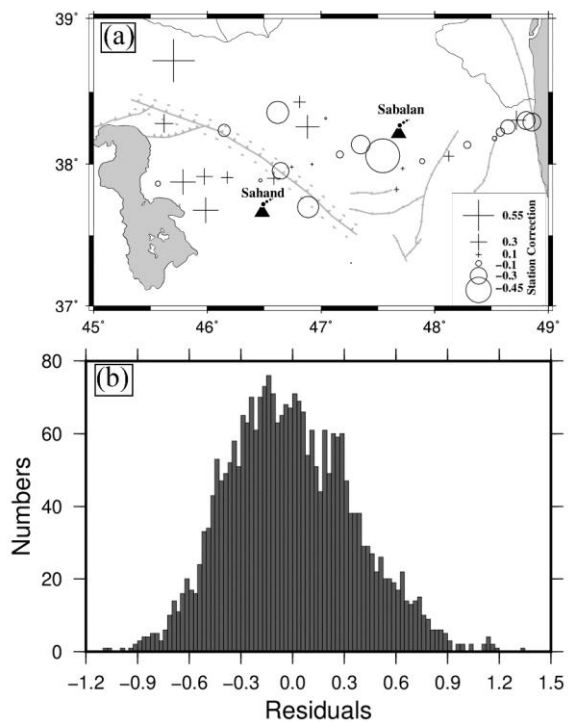 (a)
39˚
38˚
37˚
45˚ 46˚ 47˚ 48˚ 49˚
Sabalan
Sahand
0.55
0.3
0.1
−0.1
−0.3
−0.45
Station Correction
(b)
80
60
40
20
0
Numbers
−1.2 −0.9 −0.6 −0.3 0.0 0.3 0.6 0.9 1.2 1.5
Residuals